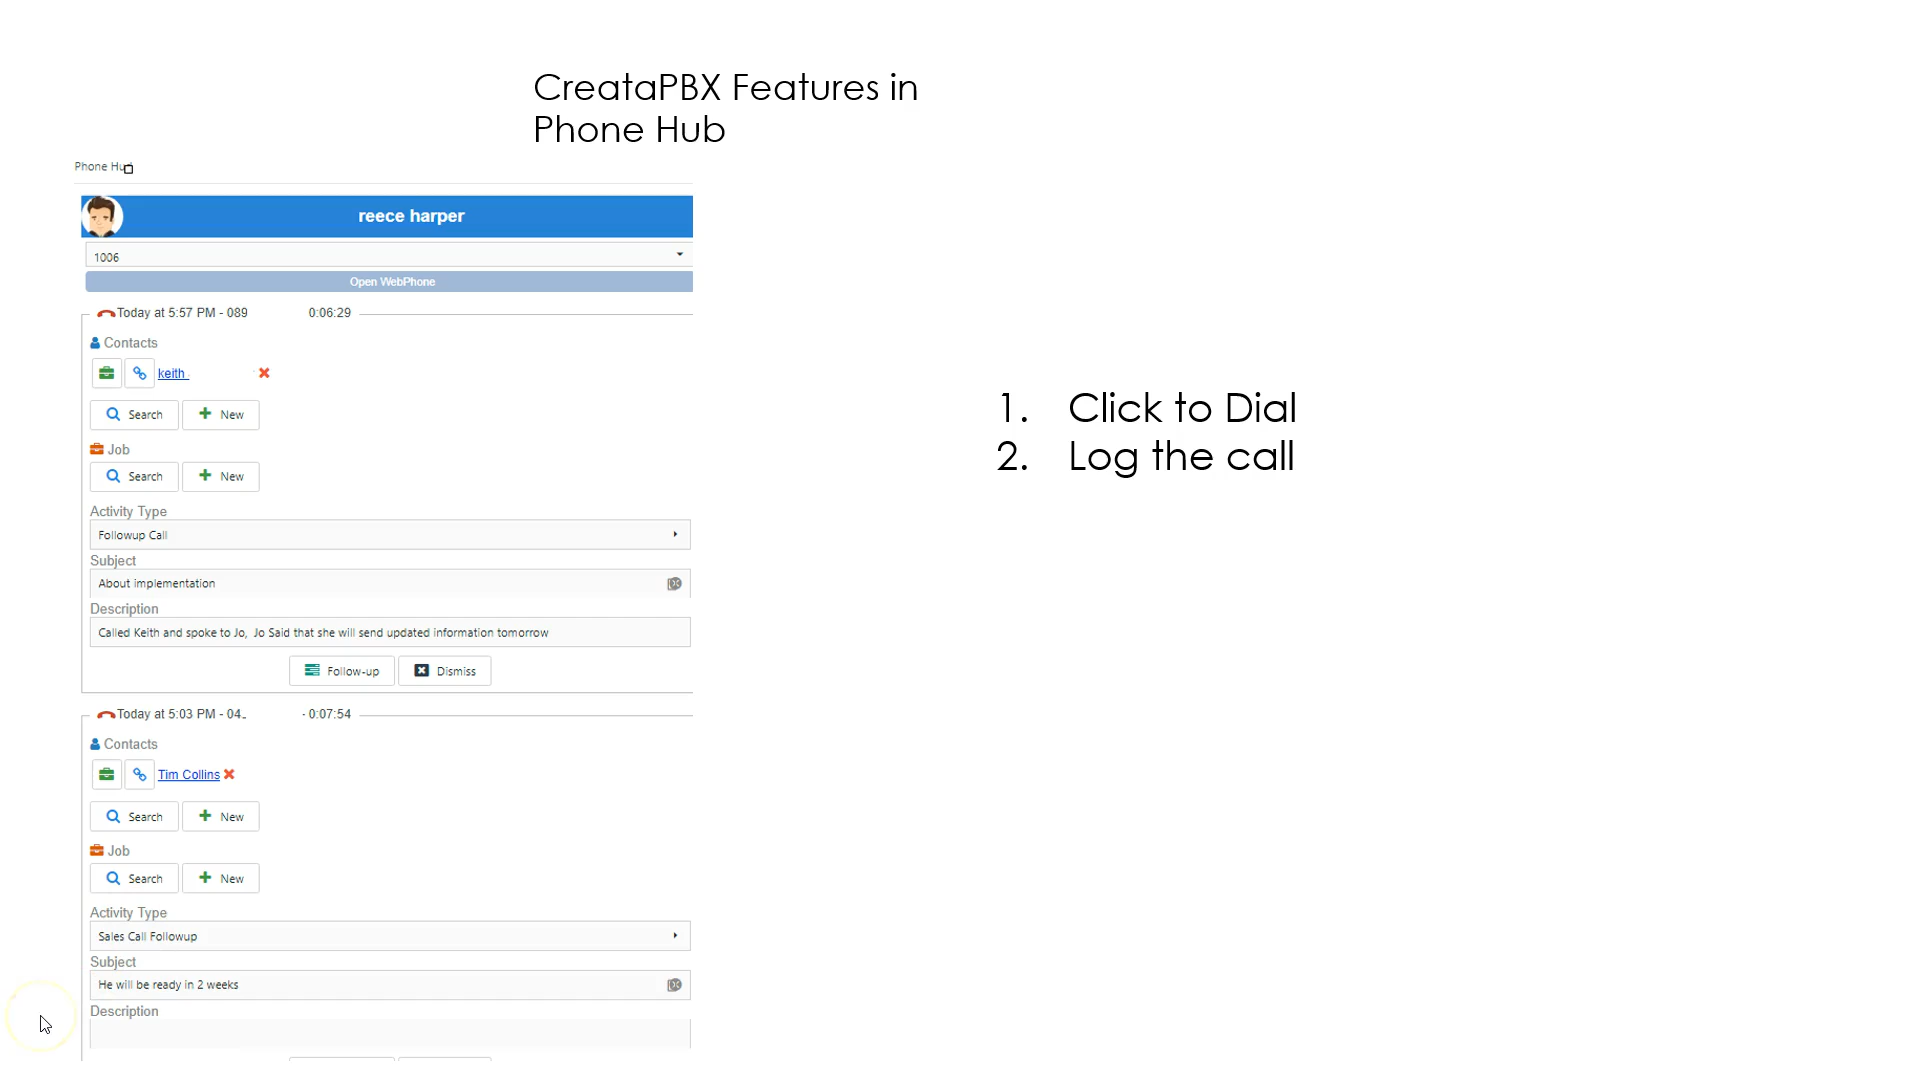 CreataPBX Features in
Phone Hub
Phone Hub
reece harper
1006
Open WebPhone
Today at 5:57 PM - 089 0:06:29
Contacts
keith
Search New
Job
Search New
Activity Type
Followup Call
Subject
About implementation
Description
Called Keith and spoke to Jo, Jo Said that she will send updated information tomorrow
Follow-up Dismiss
Today at 5:03 PM - 04 - 0:07:54
Contacts
Tim Collins
Search New
Job
Search New
Activity Type
Sales Call Followup
Subject
He will be ready in 2 weeks
Description
1. Click to Dial
2. Log the call